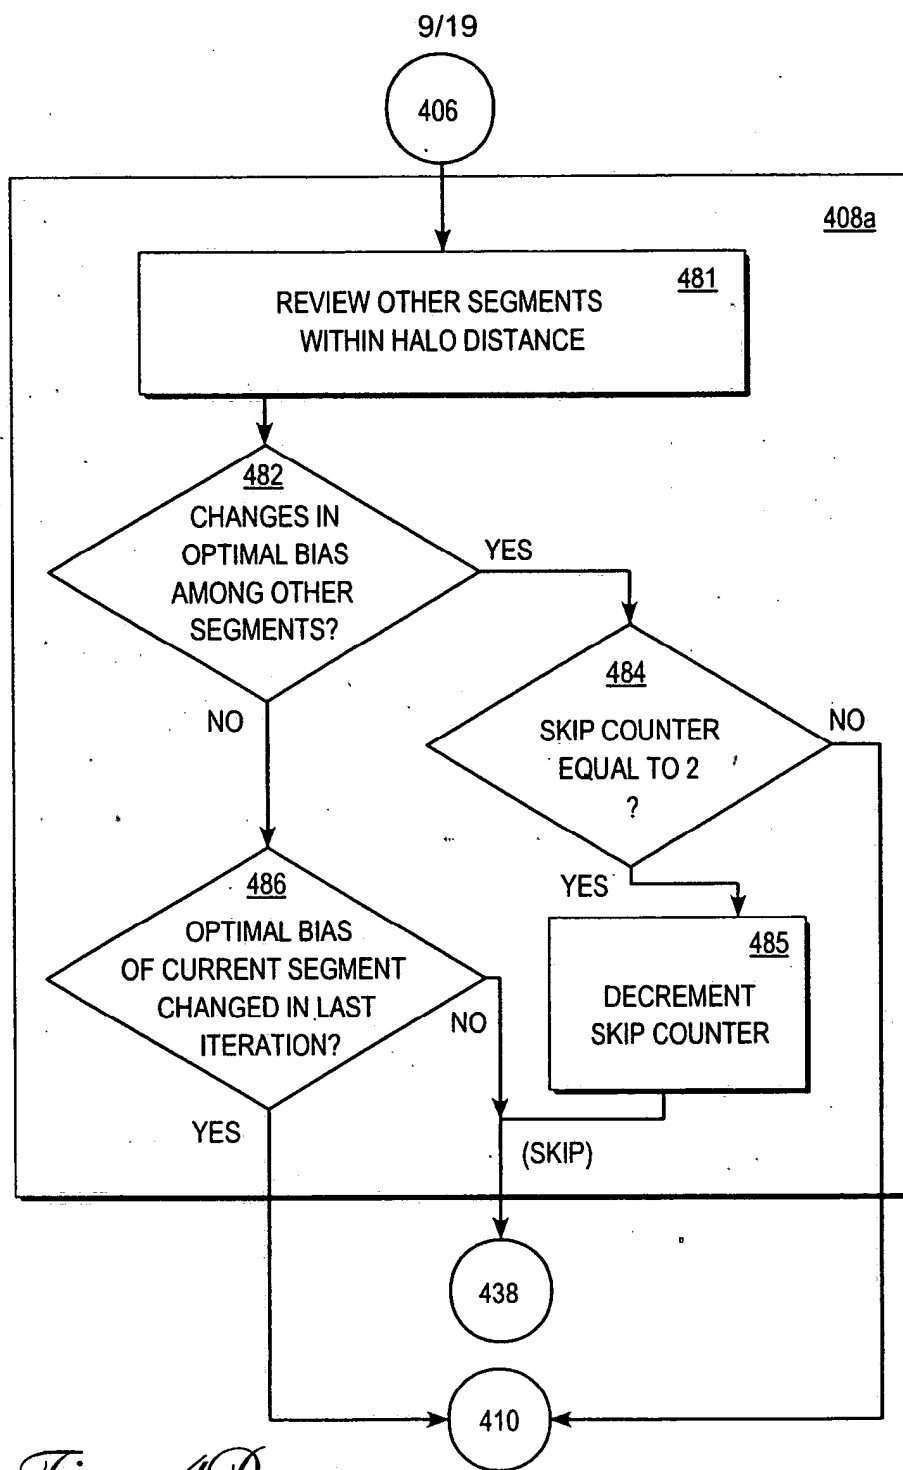 9/19
406
408a
481
REVIEW OTHER SEGMENTS
WITHIN HALO DISTANCE
482
CHANGES IN
OPTIMAL BIAS
AMONG OTHER
SEGMENTS?
YES
NO
484
SKIP COUNTER
EQUAL TO 2
?
NO
YES
486
OPTIMAL BIAS
OF CURRENT SEGMENT
CHANGED IN LAST
ITERATION?
NO
YES
485
DECREMENT
SKIP COUNTER
(SKIP)
438
410